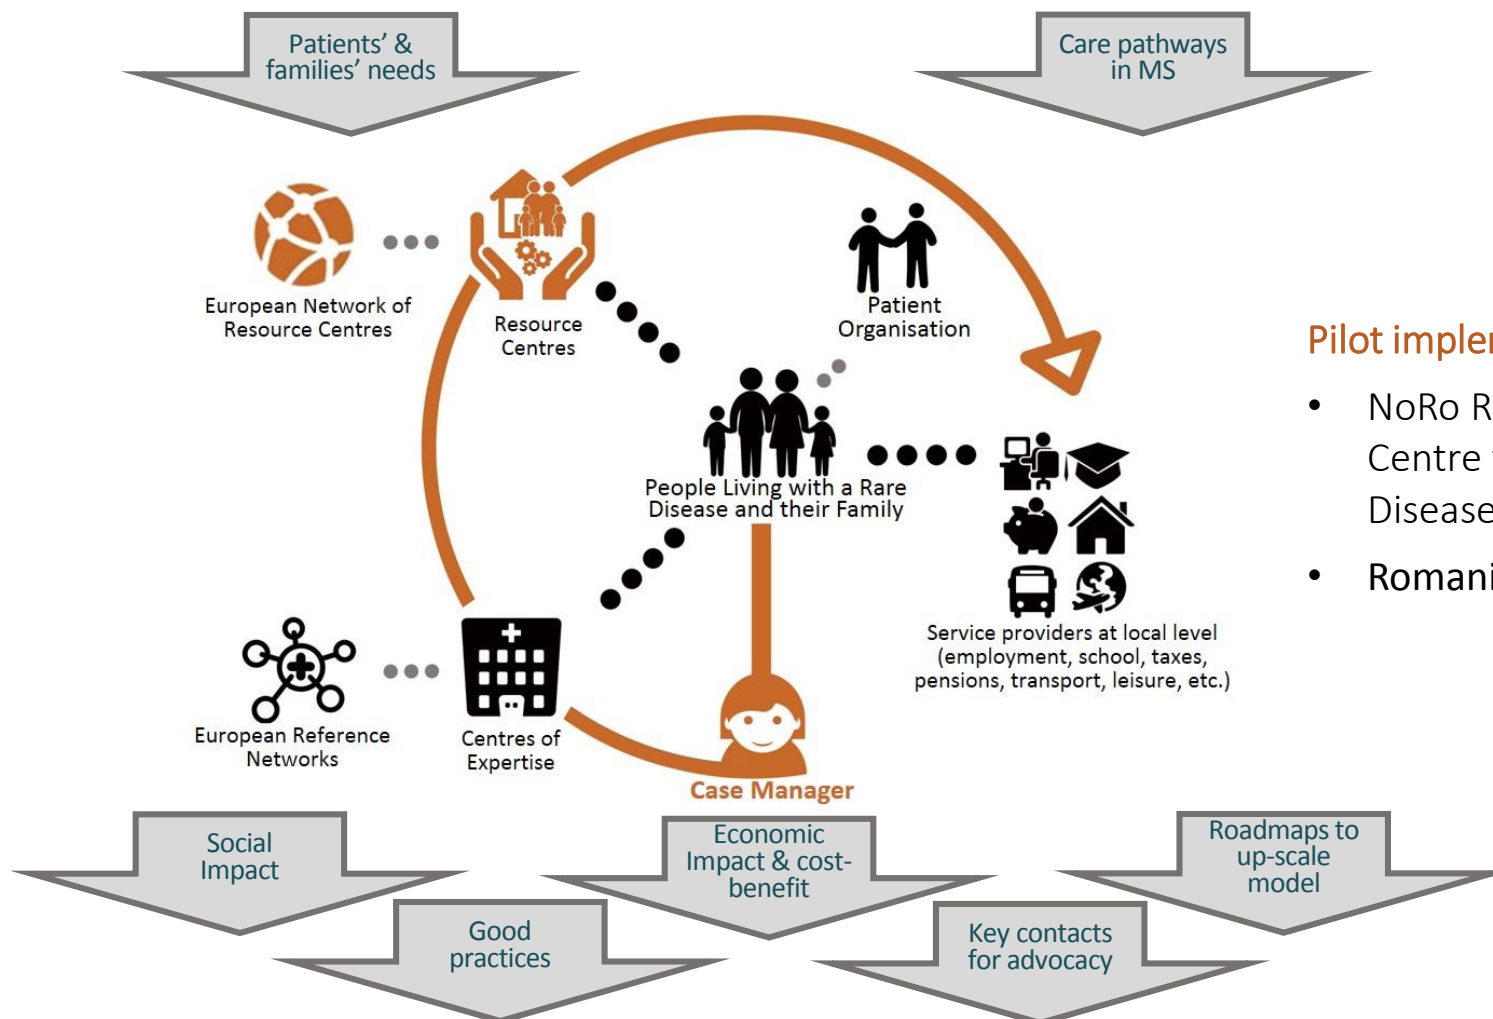 Patients' &
families' needs
Care pathways
in MS
European Network of
Resource Centres
Resource
Centres
Patient
Organisation
People Living with a Rare
Disease and their Family
Service providers at local level
(employment, school, taxes,
pensions, transport, leisure, etc.)
European Reference
Networks
Centres of
Expertise
Case Manager
Pilot
• NoRo
Centre
Disease
•
Social
Impact
Economic
Impact & cost-
benefit
Roadmaps to
up-scale
model
Good
practices
Key contacts
for advocacy